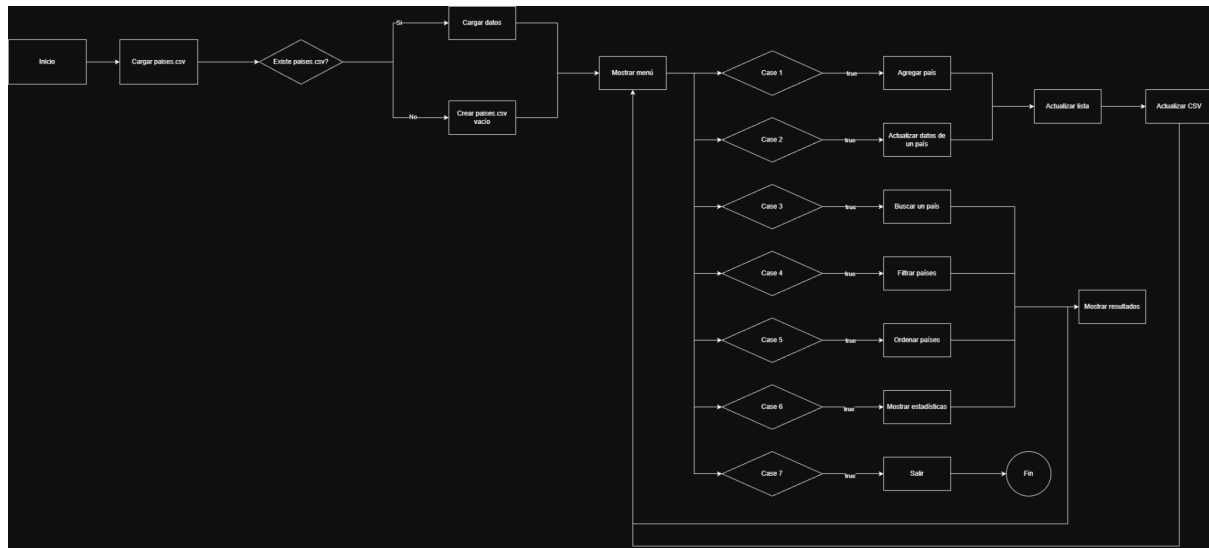 Inicio
Cargar paises.csv
Existe paises.csv?
Si
Cargar datos
No
Crear paises.csv
vacío
Mostrar menú
Case 1
true
Agregar país
Case 2
true
Actualizar datos de
un país
Actualizar lista
Actualizar CSV
Case 3
true
Buscar un país
Case 4
true
Filtrar países
Case 5
true
Ordenar países
Case 6
true
Mostrar estadísticas
Mostrar resultados
Case 7
true
Salir
Fin